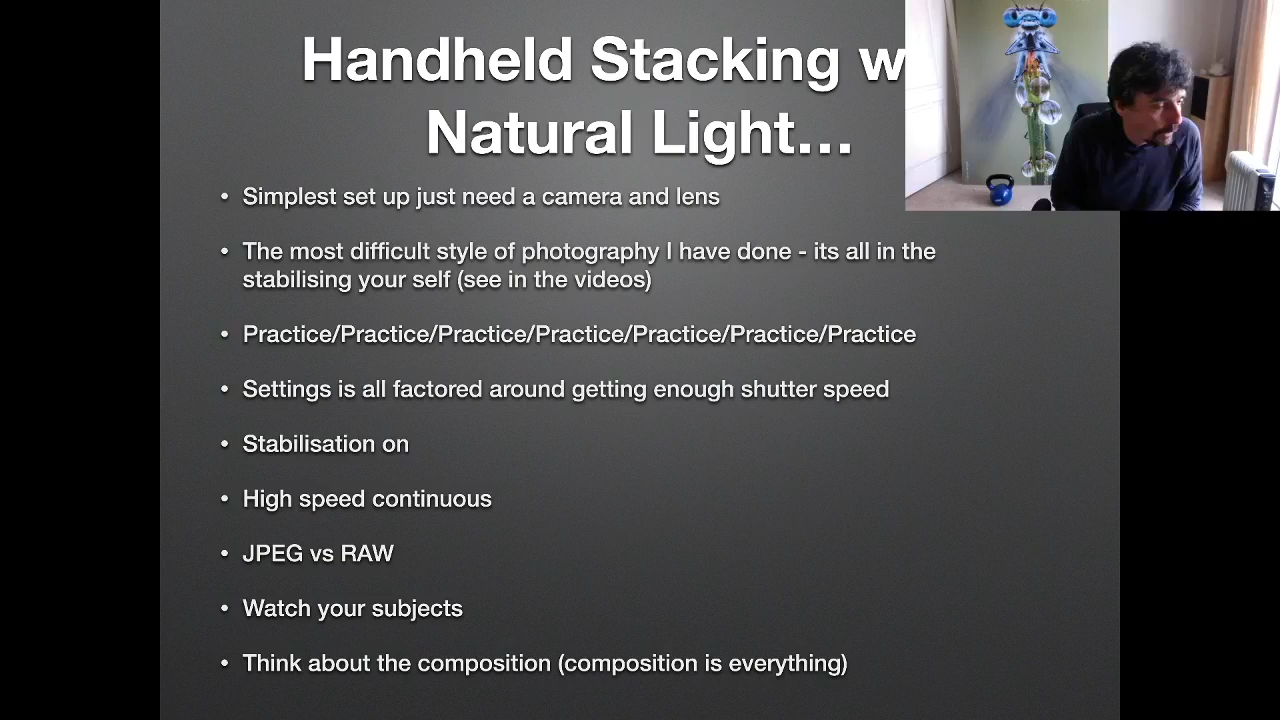 Handheld Stacking w
Natural Light...
• Simplest set up just need a camera and lens
• The most difficult style of photography I have done - its all in the
stabilising your self (see in the videos)
• Practice/Practice/Practice/Practice/Practice/Practice/Practice
• Settings is all factored around getting enough shutter speed
• Stabilisation on
• High speed continuous
• JPEG vs RAW
• Watch your subjects
• Think about the composition (composition is everything)